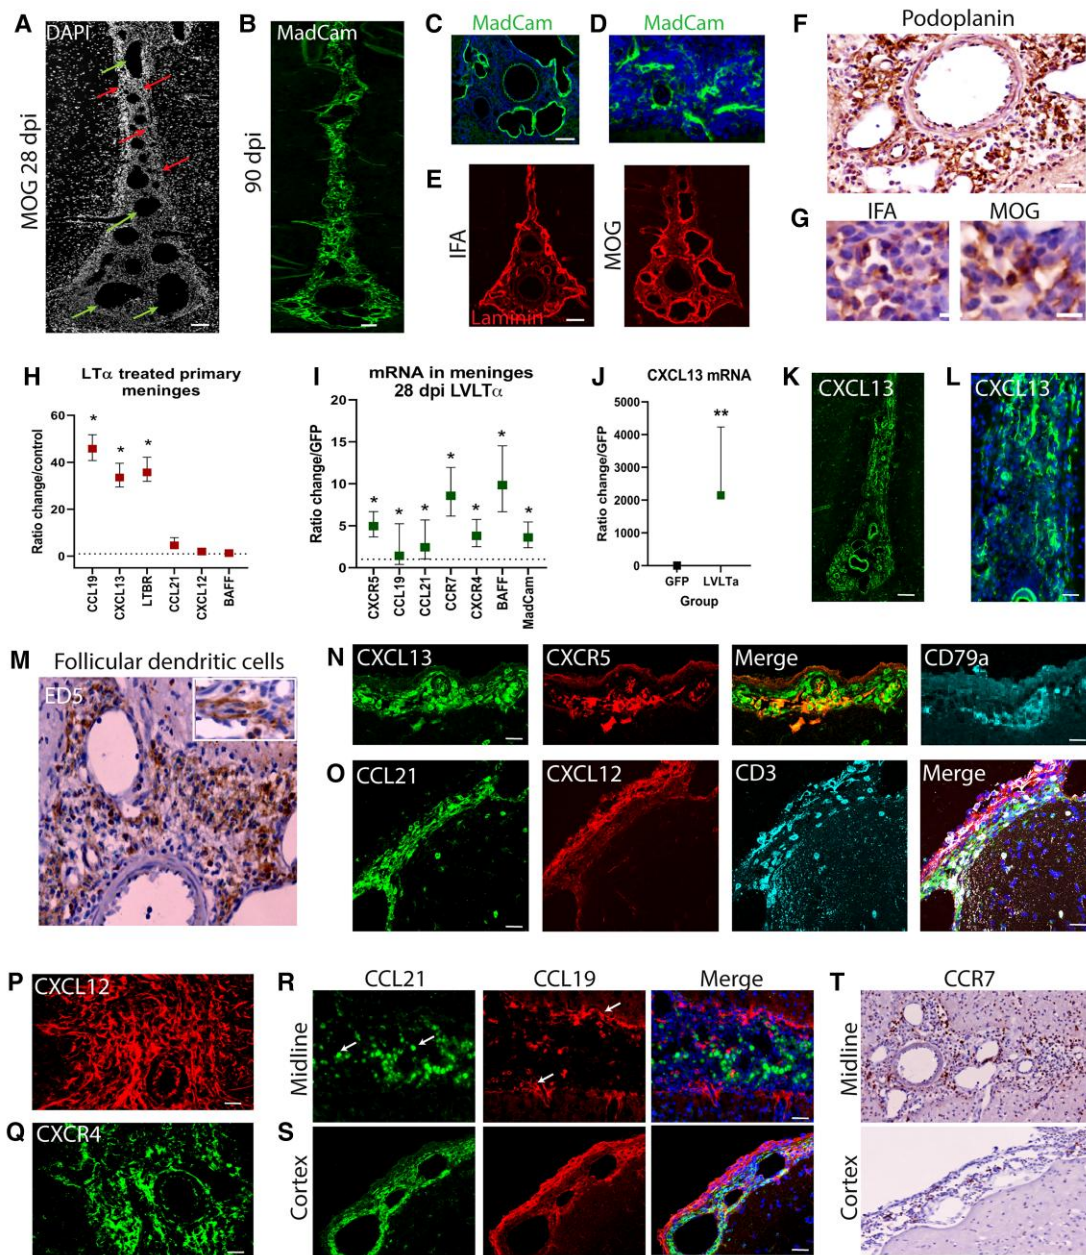 A
DAPI
MOG 28 dpi
B
MadCam
90 dpi
C
MadCam
D
MadCam
E
IFA
Laminin
MOG
F
Podoplanin
G
IFA
MOG
H
LTα treated primary
meninges
Ratio change/control
60
40
20
0
CCL19
CXCL13
LTBR
CCL21
CXCL12
BAFF
* * *
I
mRNA in meninges
28 dpi LVLTα
Ratio change/GFP
20
15
10
5
0
CXCR5
CCL19
CCL21
CCR7
CXCR4
BAFF
MadCam
* * * * * * *
J
CXCL13 mRNA
Ratio change/GFP
5000
4000
3000
2000
1000
0
**
GFP LVLTa
Group
K
CXCL13
L
CXCL13
M
Follicular dendritic cells
ED5
N
CXCL13
CXCR5
Merge
CD79a
O
CCL21
CXCL12
CD3
Merge
P
CXCL12
Q
CXCR4
R
CCL21
CCL19
Merge
Midline
S
Cortex
T
CCR7
Midline
Cortex